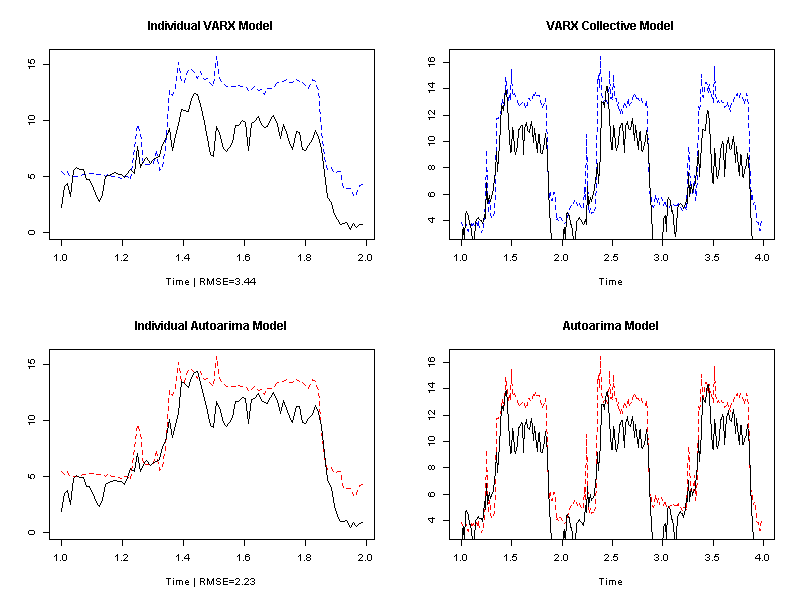 Individual VARX Model
15
10
5
0
1.0 1.2 1.4 1.6 1.8 2.0
Time | RMSE=3.44
VARX Collective Model
16
14
12
10
8
6
4
1.0 1.5 2.0 2.5 3.0 3.5 4.0
Time
Individual Autoarima Model
15
10
5
0
1.0 1.2 1.4 1.6 1.8 2.0
Time | RMSE=2.23
Autoarima Model
16
14
12
10
8
6
4
1.0 1.5 2.0 2.5 3.0 3.5 4.0
Time